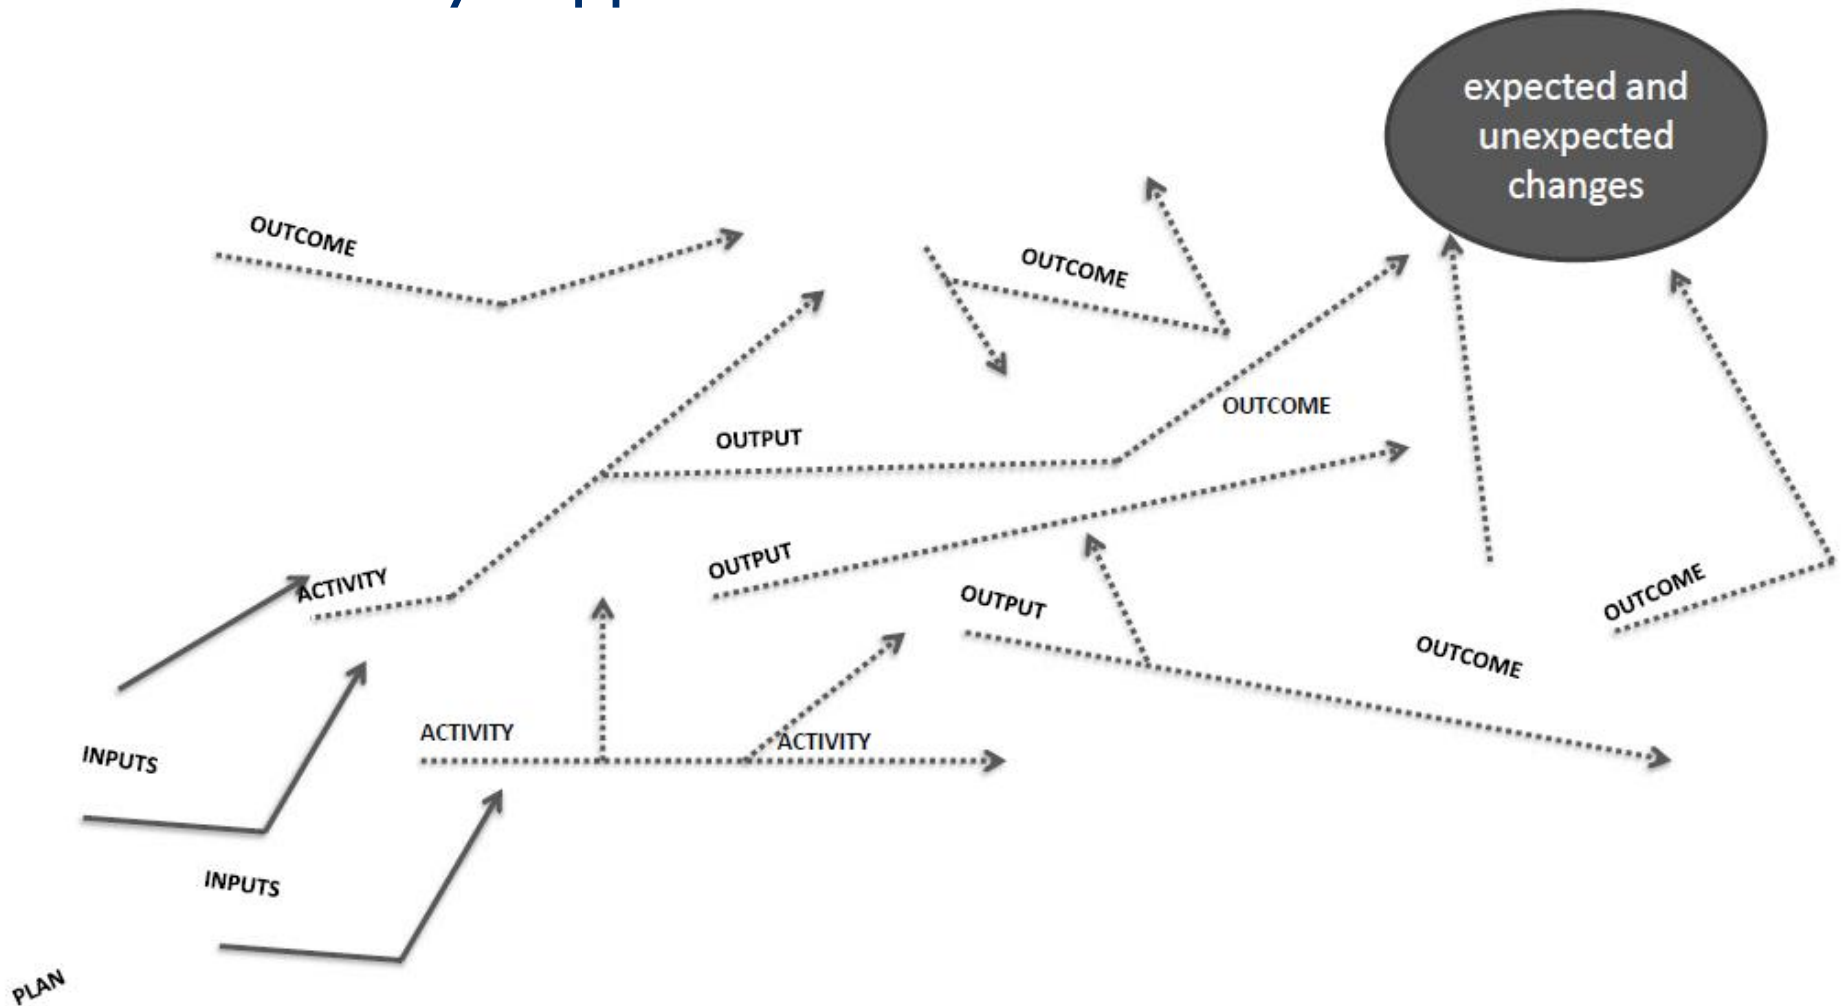 expected and
unexpected
changes
OUTCOME
OUTCOME
OUTCOME
OUTPUT
OUTPUT
ACTIVITY
OUTPUT
OUTCOME
OUTCOME
ACTIVITY
ACTIVITY
INPUTS
INPUTS
PLAN